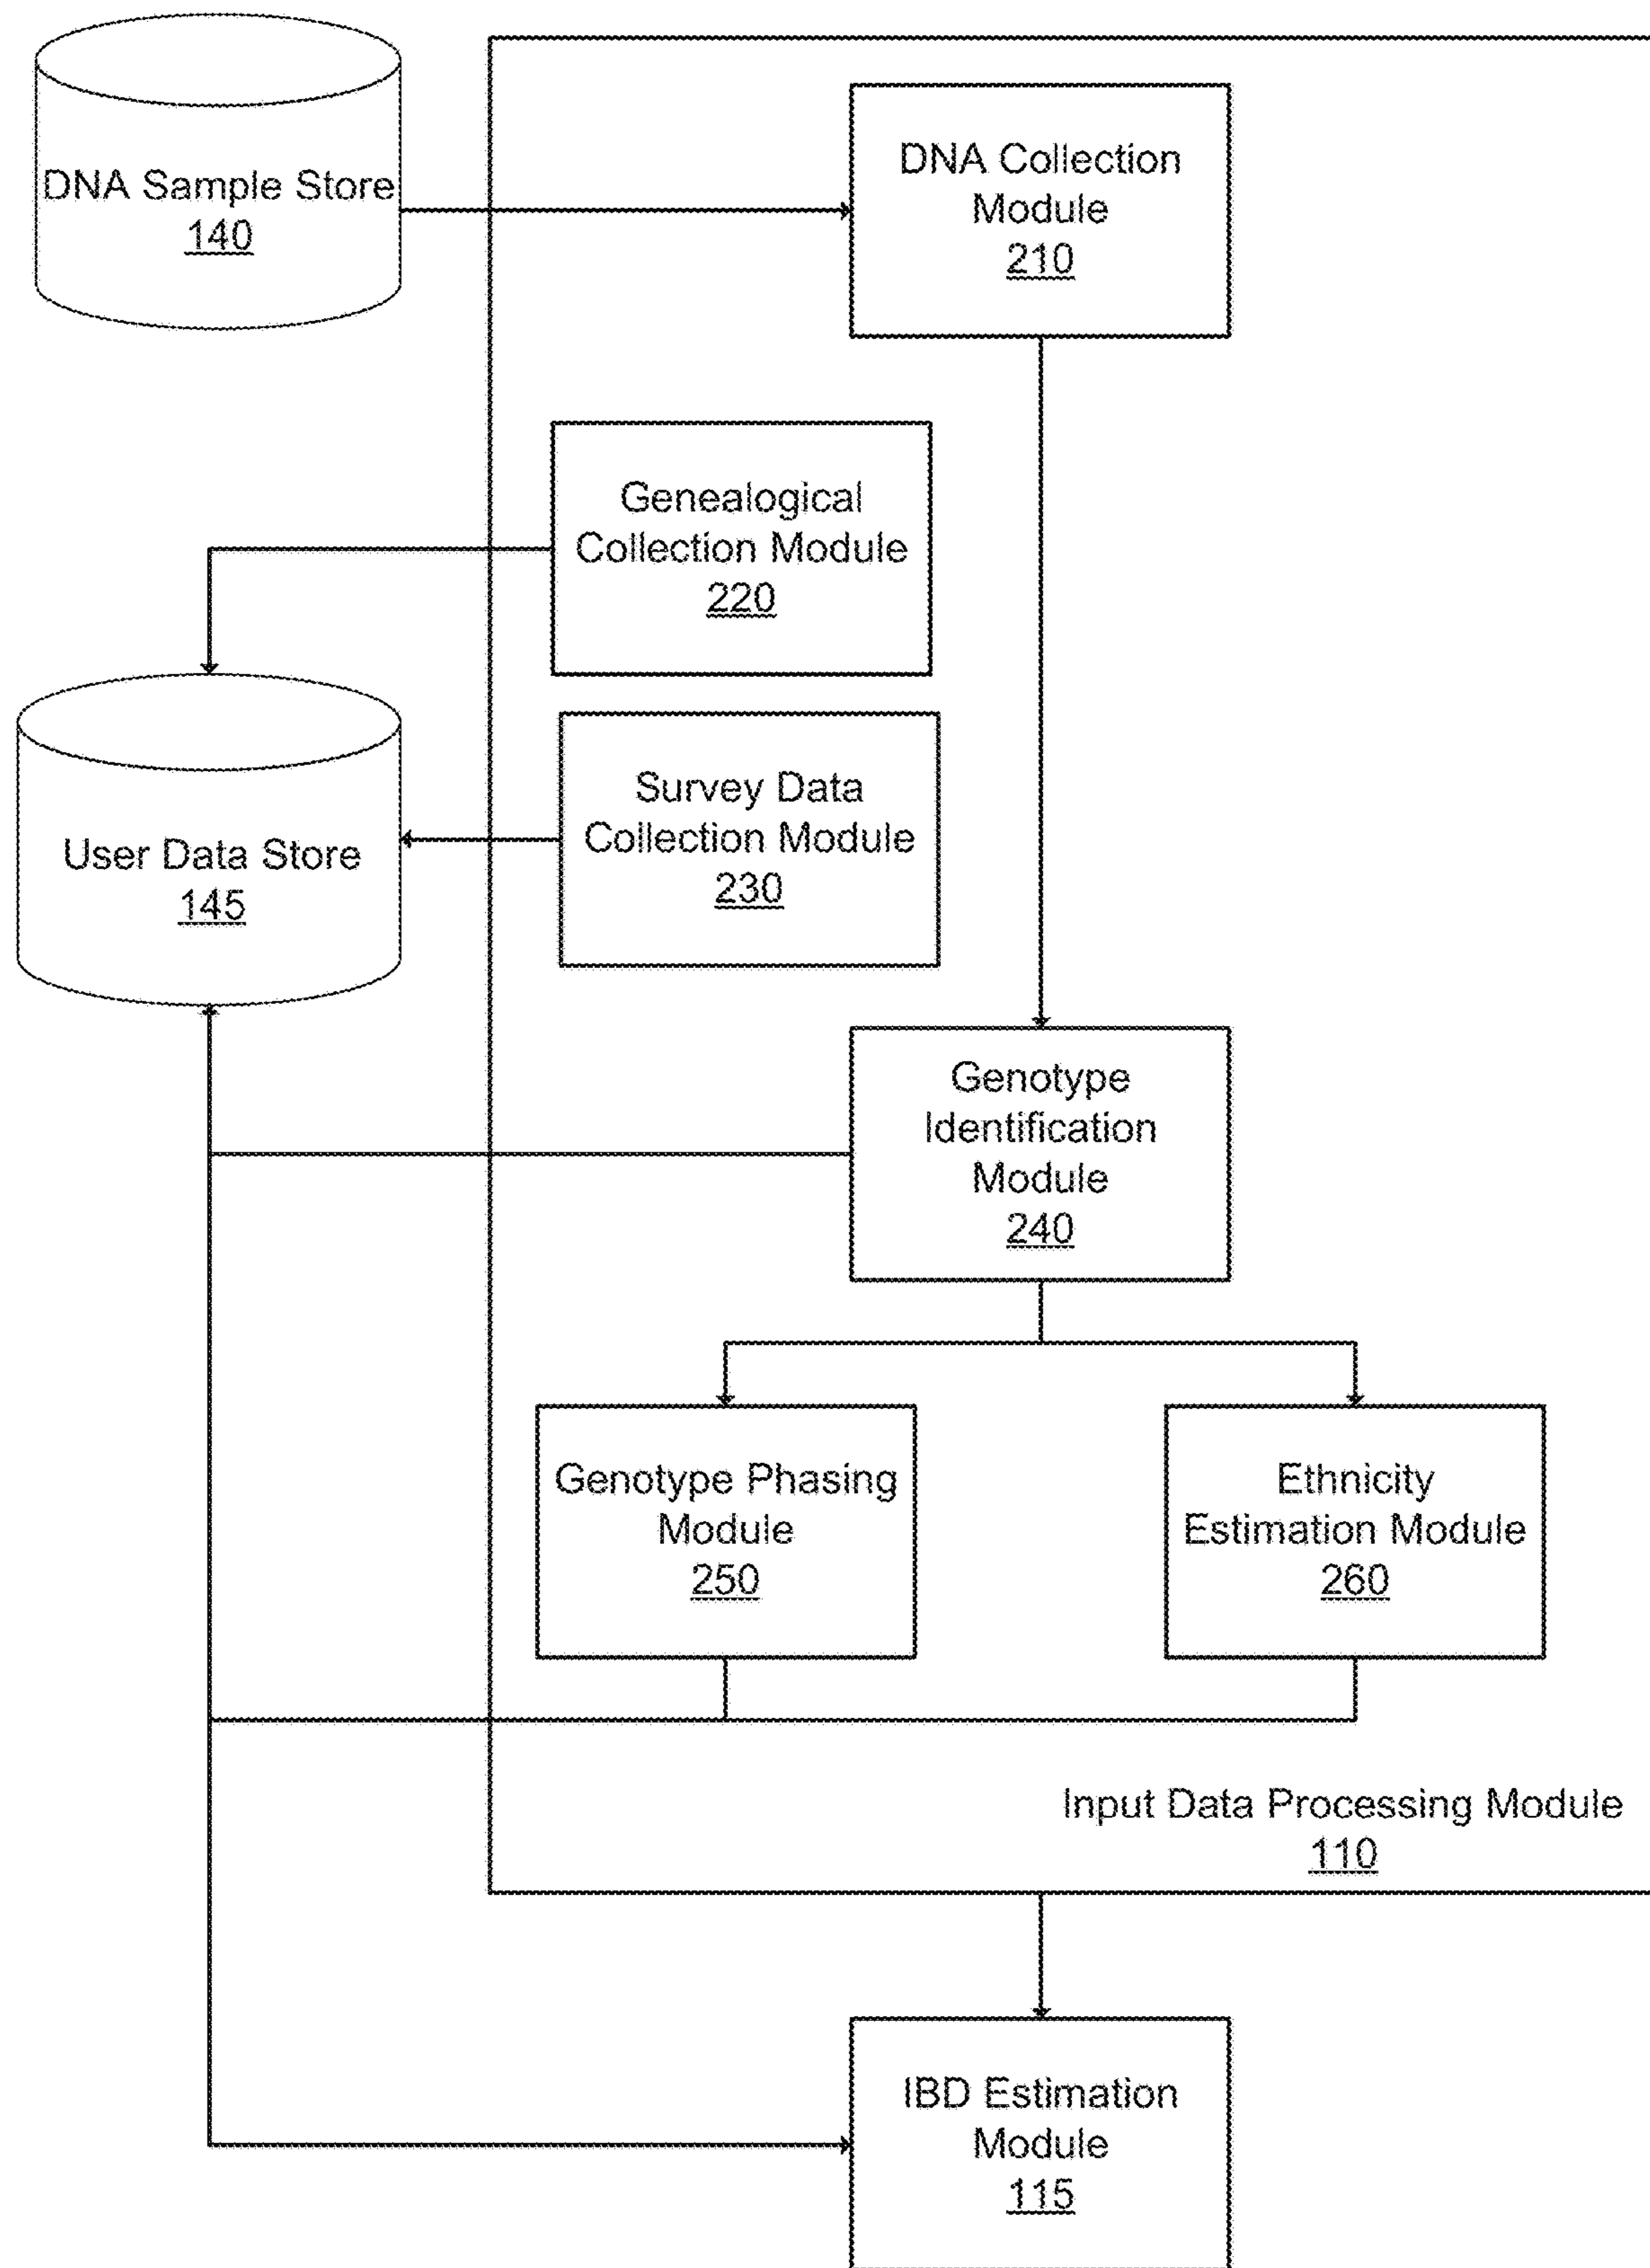 DNA Sample Store
140
DNA Collection
Module
210
Genealogical
Collection Module
220
User Data Store
145
Survey Data
Collection Module
230
Genotype
Identification
Module
240
Genotype Phasing
Module
250
Ethnicity
Estimation Module
260
Input Data Processing Module
110
IBD Estimation
Module
115